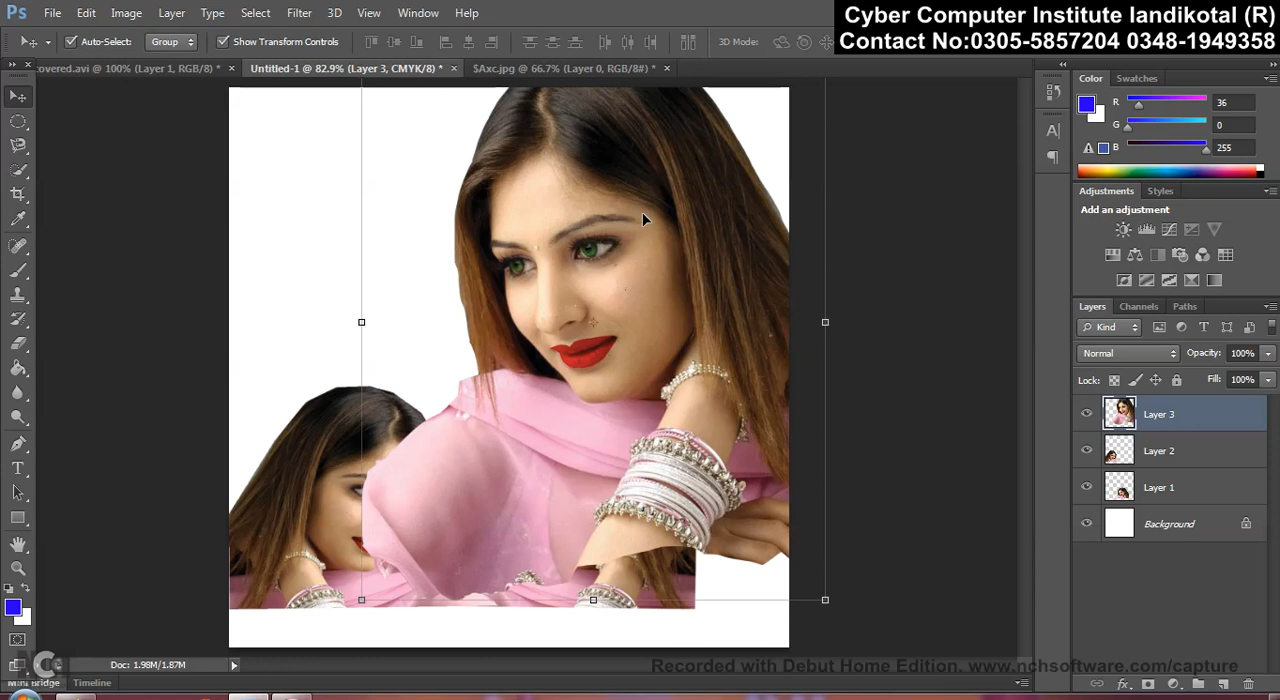 Ps File Edit Image Layer Type Select Filter 3D View Window Help
Cyber Computer Institute landikotal (R)
Contact No:0305-5857204 0348-1949358
Auto-Select: Group Show Transform Controls 3D Mode:
covered.avi @ 100% (Layer 1, RGB/8) * × Untitled-1 @ 82.9% (Layer 3, CMYK/8) * × $Axc.jpg @ 66.7% (Layer 0, RGB/8#) * ×
Color Swatches
R 36
G 0
B 255
Adjustments Styles
Add an adjustment
Layers Channels Paths
Kind
Normal Opacity: 100%
Lock: Fill: 100%
Layer 3
Layer 2
Layer 1
Background
Doc: 1.98M/1.87M
Recorded with Debut Home Edition. www.nchsoftware.com/capture
Mini Bridge Timeline